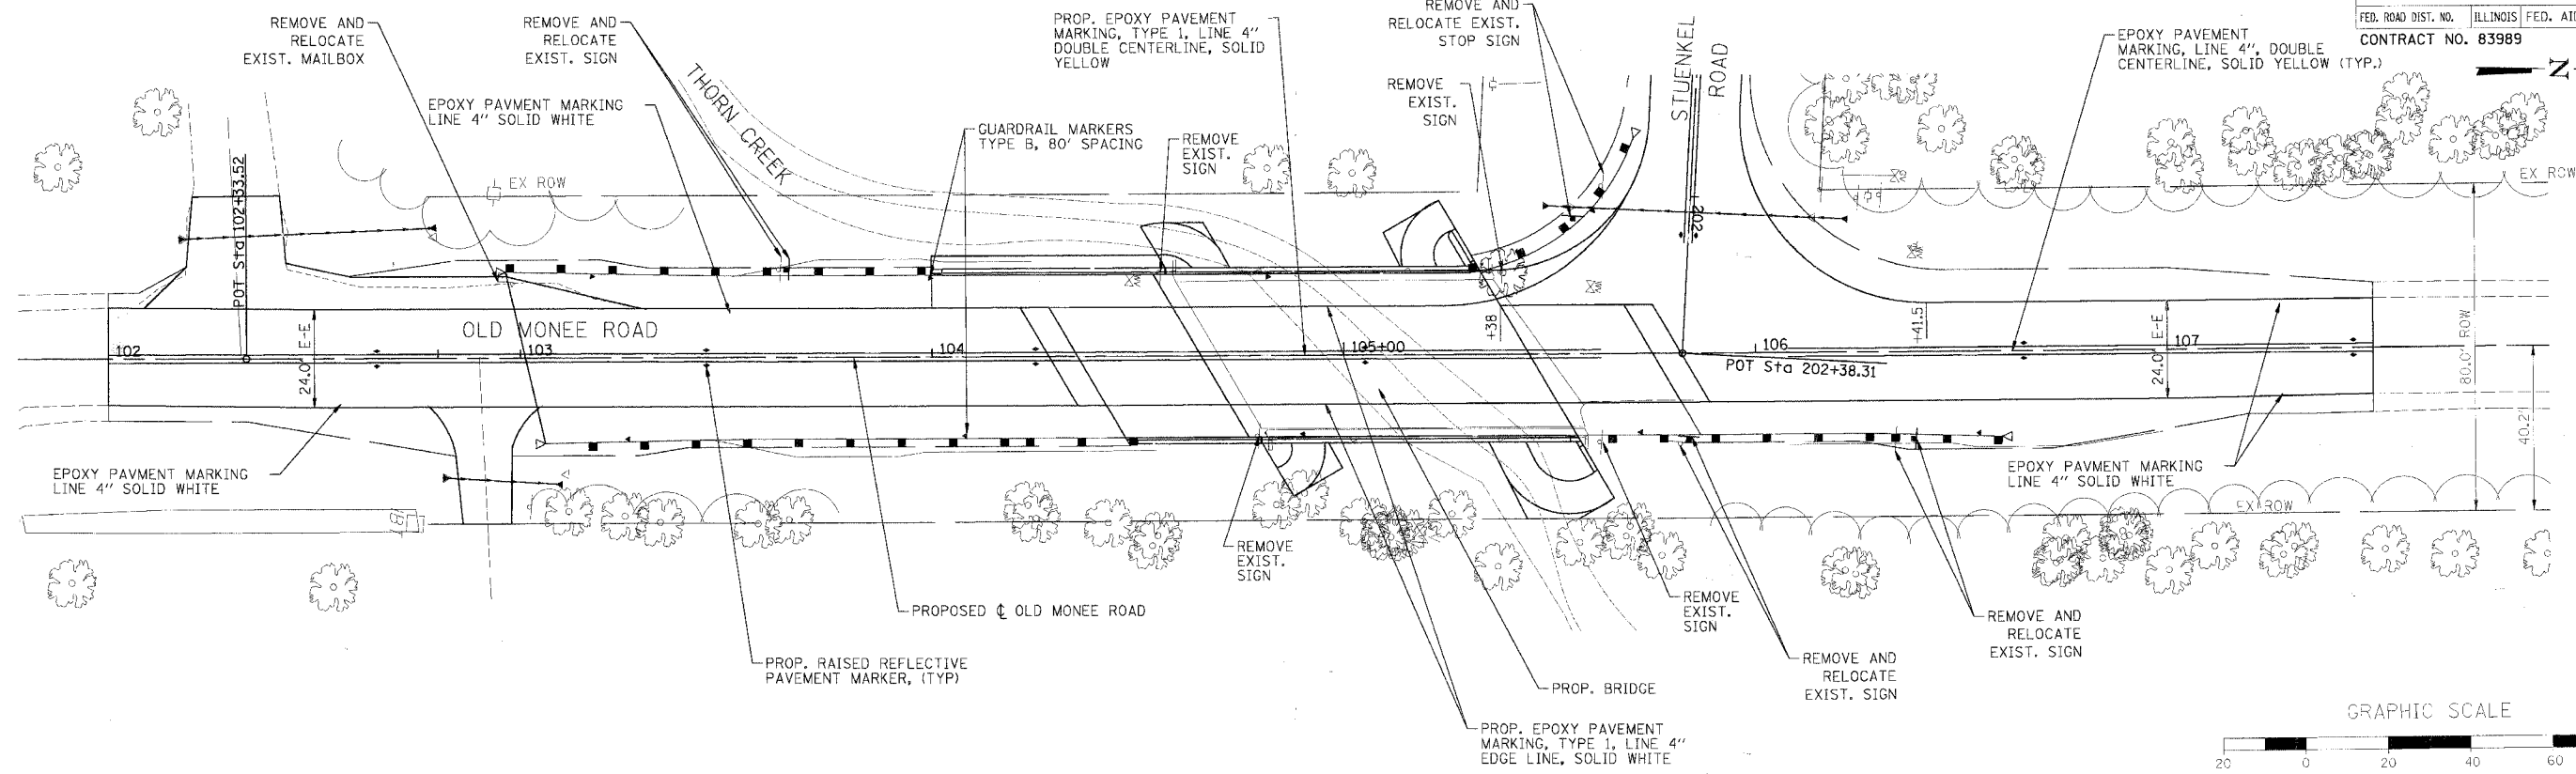 REMOVE AND
RELOCATE
EXIST. MAILBOX
REMOVE AND
RELOCATE
EXIST. SIGN
PROP. EPOXY PAVEMENT
MARKING, TYPE 1, LINE 4"
DOUBLE CENTERLINE, SOLID
YELLOW
REMOVE AND
RELOCATE EXIST.
STOP SIGN
STUENKEL
ROAD
FED. ROAD DIST. NO.
ILLINOIS
FED. AID
CONTRACT NO. 83989
EPOXY PAVEMENT
MARKING, LINE 4", DOUBLE
CENTERLINE, SOLID YELLOW (TYP.)
N
EPOXY PAVMENT MARKING
LINE 4" SOLID WHITE
THORN CREEK
GUARDRAIL MARKERS
TYPE B, 80' SPACING
REMOVE
EXIST.
SIGN
REMOVE
EXIST.
SIGN
EX ROW
EX ROW
POT Sta 102+33.52
202
OLD MONEE ROAD
24.0' E-E
102
103
104
105+00
+38
106
+41.5
107
24.0' E-E
POT Sta 202+38.31
80.0' ROW
40.2'
EPOXY PAVMENT MARKING
LINE 4" SOLID WHITE
EPOXY PAVMENT MARKING
LINE 4" SOLID WHITE
EX ROW
REMOVE
EXIST.
SIGN
PROPOSED ℄ OLD MONEE ROAD
REMOVE
EXIST.
SIGN
REMOVE AND
RELOCATE
EXIST. SIGN
PROP. RAISED REFLECTIVE
PAVEMENT MARKER, (TYP)
REMOVE AND
RELOCATE
EXIST. SIGN
PROP. BRIDGE
PROP. EPOXY PAVEMENT
MARKING, TYPE 1, LINE 4"
EDGE LINE, SOLID WHITE
GRAPHIC SCALE
20 0 20 40 60